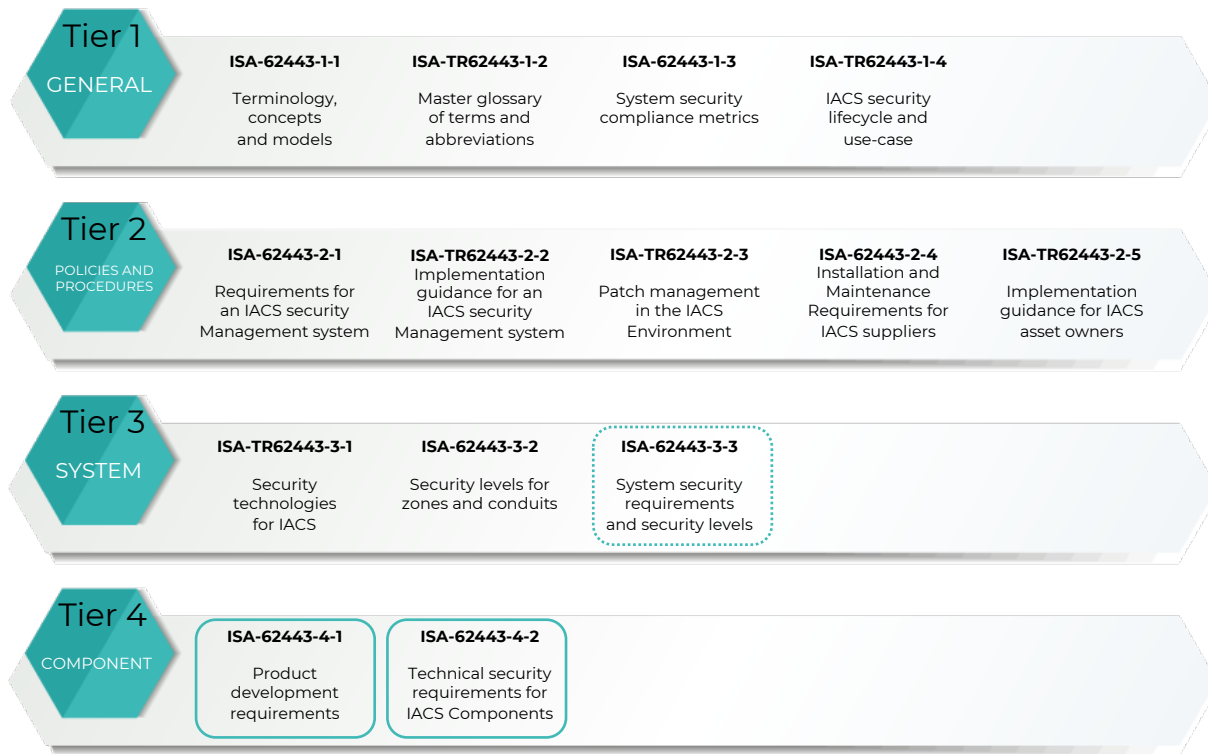 Tier 1
GENERAL
ISA-62443-1-1
Terminology,
concepts
and models
ISA-TR62443-1-2
Master glossary
of terms and
abbreviations
ISA-62443-1-3
System security
compliance metrics
ISA-TR62443-1-4
IACS security
lifecycle and
use-case
Tier 2
POLICIES AND
PROCEDURES
ISA-62443-2-1
Requirements for
an IACS security
Management system
ISA-TR62443-2-2
Implementation
guidance for an
IACS security
Management system
ISA-TR62443-2-3
Patch management
in the IACS
Environment
ISA-62443-2-4
Installation and
Maintenance
Requirements for
IACS suppliers
ISA-TR62443-2-5
Implementation
guidance for IACS
asset owners
Tier 3
SYSTEM
ISA-TR62443-3-1
Security
technologies
for IACS
ISA-62443-3-2
Security levels for
zones and conduits
ISA-62443-3-3
System security
requirements
and security levels
Tier 4
COMPONENT
ISA-62443-4-1
Product
development
requirements
ISA-62443-4-2
Technical security
requirements for
IACS Components